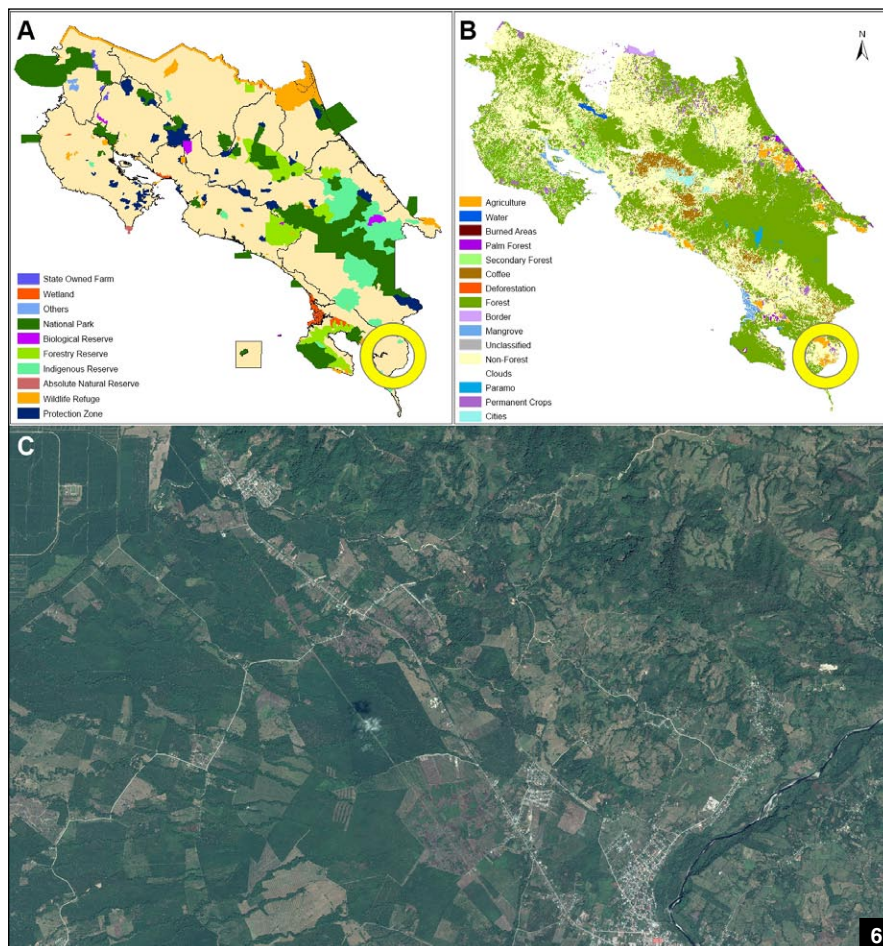 A
State Owned Farm
Wetland
Others
National Park
Biological Reserve
Forestry Reserve
Indigenous Reserve
Absolute Natural Reserve
Wildlife Refuge
Protection Zone
B
N
Agriculture
Water
Burned Areas
Palm Forest
Secondary Forest
Coffee
Deforestation
Forest
Border
Mangrove
Unclassified
Non-Forest
Clouds
Paramo
Permanent Crops
Cities
C
6